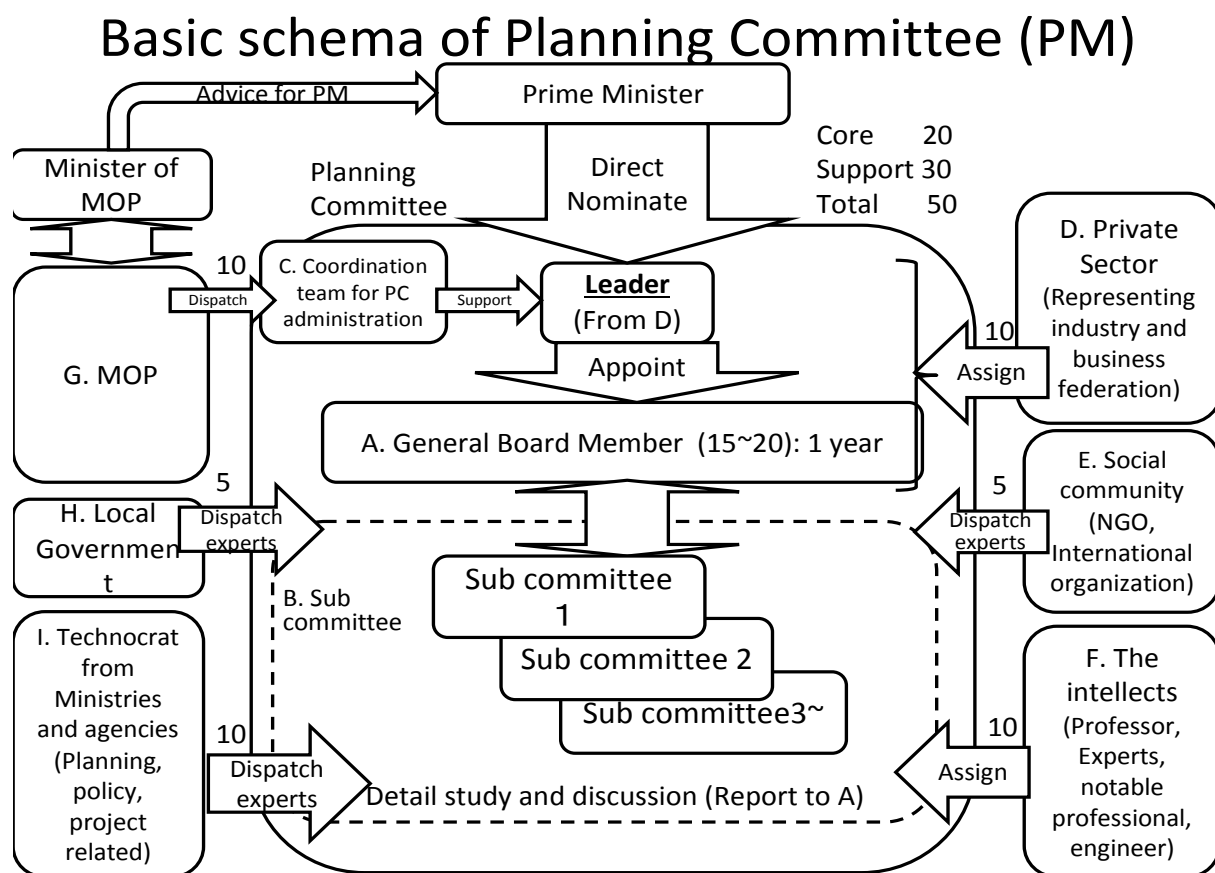 Basic schema of Planning Committee (PM)
Advice for PM
Prime Minister
Minister of
MOP
Planning
Committee
Direct
Nominate
Core 20
Support 30
Total 50
G. MOP
10
Dispatch
C. Coordination
team for PC
administration
Support
Leader
(From D)
Appoint
A. General Board Member (15~20): 1 year
D. Private
Sector
(Representing
industry and
business
federation)
10
Assign
H. Local
Governmen
t
5
Dispatch
experts
E. Social
community
(NGO,
International
organization)
5
Dispatch
experts
B. Sub
committee
Sub committee
1
Sub committee 2
Sub committee3~
Detail study and discussion (Report to A)
I. Technocrat
from
Ministries
and agencies
(Planning,
policy,
project
related)
10
Dispatch
experts
F. The
intellects
(Professor,
Experts,
notable
professional,
engineer)
10
Assign